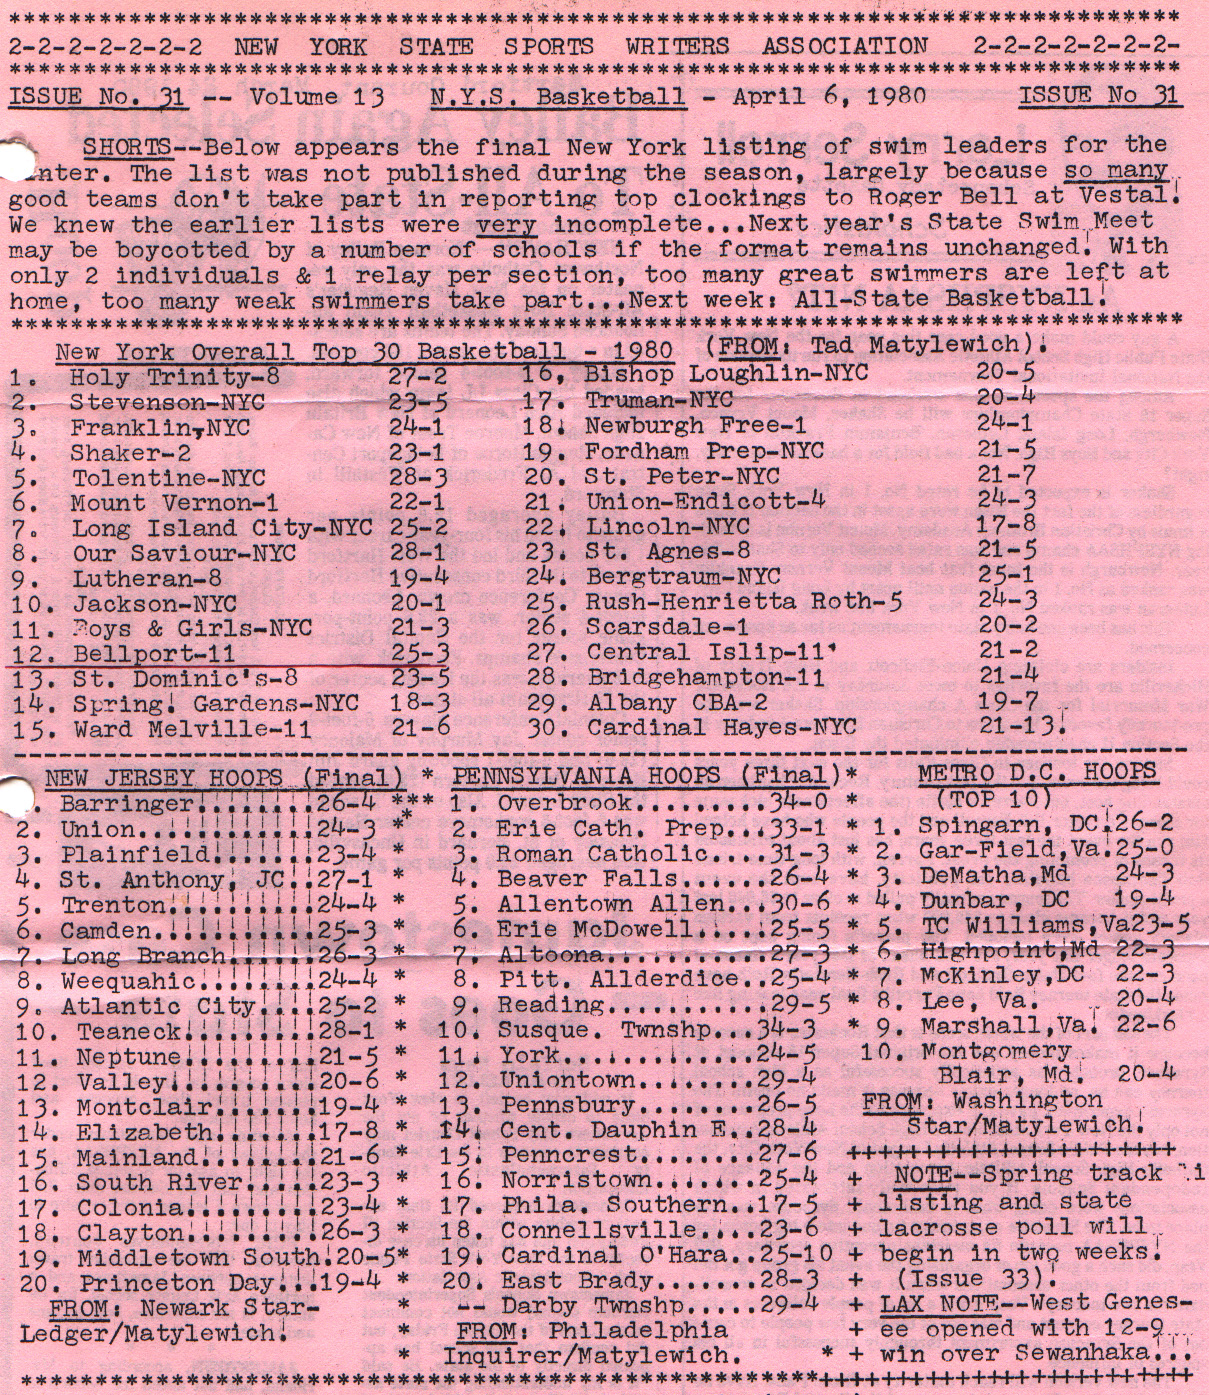 2-2-2-2-2-2-2-2 NEW YORK STATE SPORTS WRITERS ASSOCIATION 2-2-2-2-2-2-2-
ISSUE No. 31 -- Volume 13 N.Y.S. Basketball - April 6, 1980 ISSUE No 31
SHORTS--Below appears the final New York listing of swim leaders for the
nter. The list was not published during the season, largely because so many
good teams don't take part in reporting top clockings to Roger Bell at Vestal!
We knew the earlier lists were very incomplete...Next year's State Swim Meet
may be boycotted by a number of schools if the format remains unchanged! With
only 2 individuals & 1 relay per section, too many great swimmers are left at
home, too many weak swimmers take part...Next week: All-State Basketball!
New York Overall Top 30 Basketball - 1980 (FROM: Tad Matylewich)!
1. Holy Trinity-8 27-2
2. Stevenson-NYC 23-5
3. Franklin,NYC 24-1
4. Shaker-2 23-1
5. Tolentine-NYC 28-3
6. Mount Vernon-1 22-1
7. Long Island City-NYC 25-2
8. Our Saviour-NYC 28-1
9. Lutheran-8 19-4
10. Jackson-NYC 20-1
11. Boys & Girls-NYC 21-3
12. Bellport-11 25-3
13. St. Dominic's-8 23-5
14. Spring! Gardens-NYC 18-3
15. Ward Melville-11 21-6
16, Bishop Loughlin-NYC 20-5
17. Truman-NYC 20-4
18. Newburgh Free-1 24-1
19. Fordham Prep-NYC 21-5
20. St. Peter-NYC 21-7
21. Union-Endicott-4 24-3
22. Lincoln-NYC 17-8
23. St. Agnes-8 21-5
24. Bergtraum-NYC 25-1
25. Rush-Henrietta Roth-5 24-3
26. Scarsdale-1 20-2
27. Central Islip-11 21-2
28. Bridgehampton-11 21-4
29. Albany CBA-2 19-7
30. Cardinal Hayes-NYC 21-13!
NEW JERSEY HOOPS (Final)
. Barringer........26-4
2. Union...........24-3
3. Plainfield.......23-4
4. St. Anthony, JC..27-1
5. Trenton..........24-4
6. Camden...........25-3
7. Long Branch......26-3
8. Weequahic........24-4
9. Atlantic City....25-2
10. Teaneck.........28-1
11. Neptune.........21-5
12. Valley..........20-6
13. Montclair.......19-4
14. Elizabeth.......17-8
15. Mainland........21-6
16. South River.....23-3
17. Colonia.........23-4
18. Clayton.........26-3
19. Middletown South!20-5
20. Princeton Day...19-4
FROM: Newark Star-
Ledger/Matylewich!
PENNSYLVANIA HOOPS (Final)
1. Overbrook.........34-0
2. Erie Cath. Prep...33-1
3. Roman Catholic....31-3
4. Beaver Falls......26-4
5. Allentown Allen...30-6
6. Erie McDowell.....25-5
7. Altoona...........27-3
8. Pitt. Allderdice..25-4
9. Reading...........29-5
10. Susque. Twnshp...34-3
11. York.............24-5
12. Uniontown........29-4
13. Pennsbury........26-5
14. Cent. Dauphin E..28-4
15. Penncrest........27-6
16. Norristown.......25-4
17. Phila. Southern..17-5
18. Connellsville....23-6
19. Cardinal O'Hara..25-10
20. East Brady.......28-3
-- Darby Twnshp.....29-4
FROM: Philadelphia
Inquirer/Matylewich.
METRO D.C. HOOPS
(TOP 10)
1. Spingarn, DC.26-2
2. Gar-Field,Va.25-0
3. DeMatha,Md 24-3
4. Dunbar, DC 19-4
5. TC Williams,Va23-5
6. Highpoint,Md 22-3
7. McKinley,DC 22-3
8. Lee, Va. 20-4
9. Marshall,Va. 22-6
10. Montgomery
Blair, Md. 20-4
FROM: Washington
Star/Matylewich.
NOTE--Spring track
listing and state
lacrosse poll will
begin in two weeks!
(Issue 33)!
LAX NOTE--West Genes-
ee opened with 12-9
win over Sewanhaka...